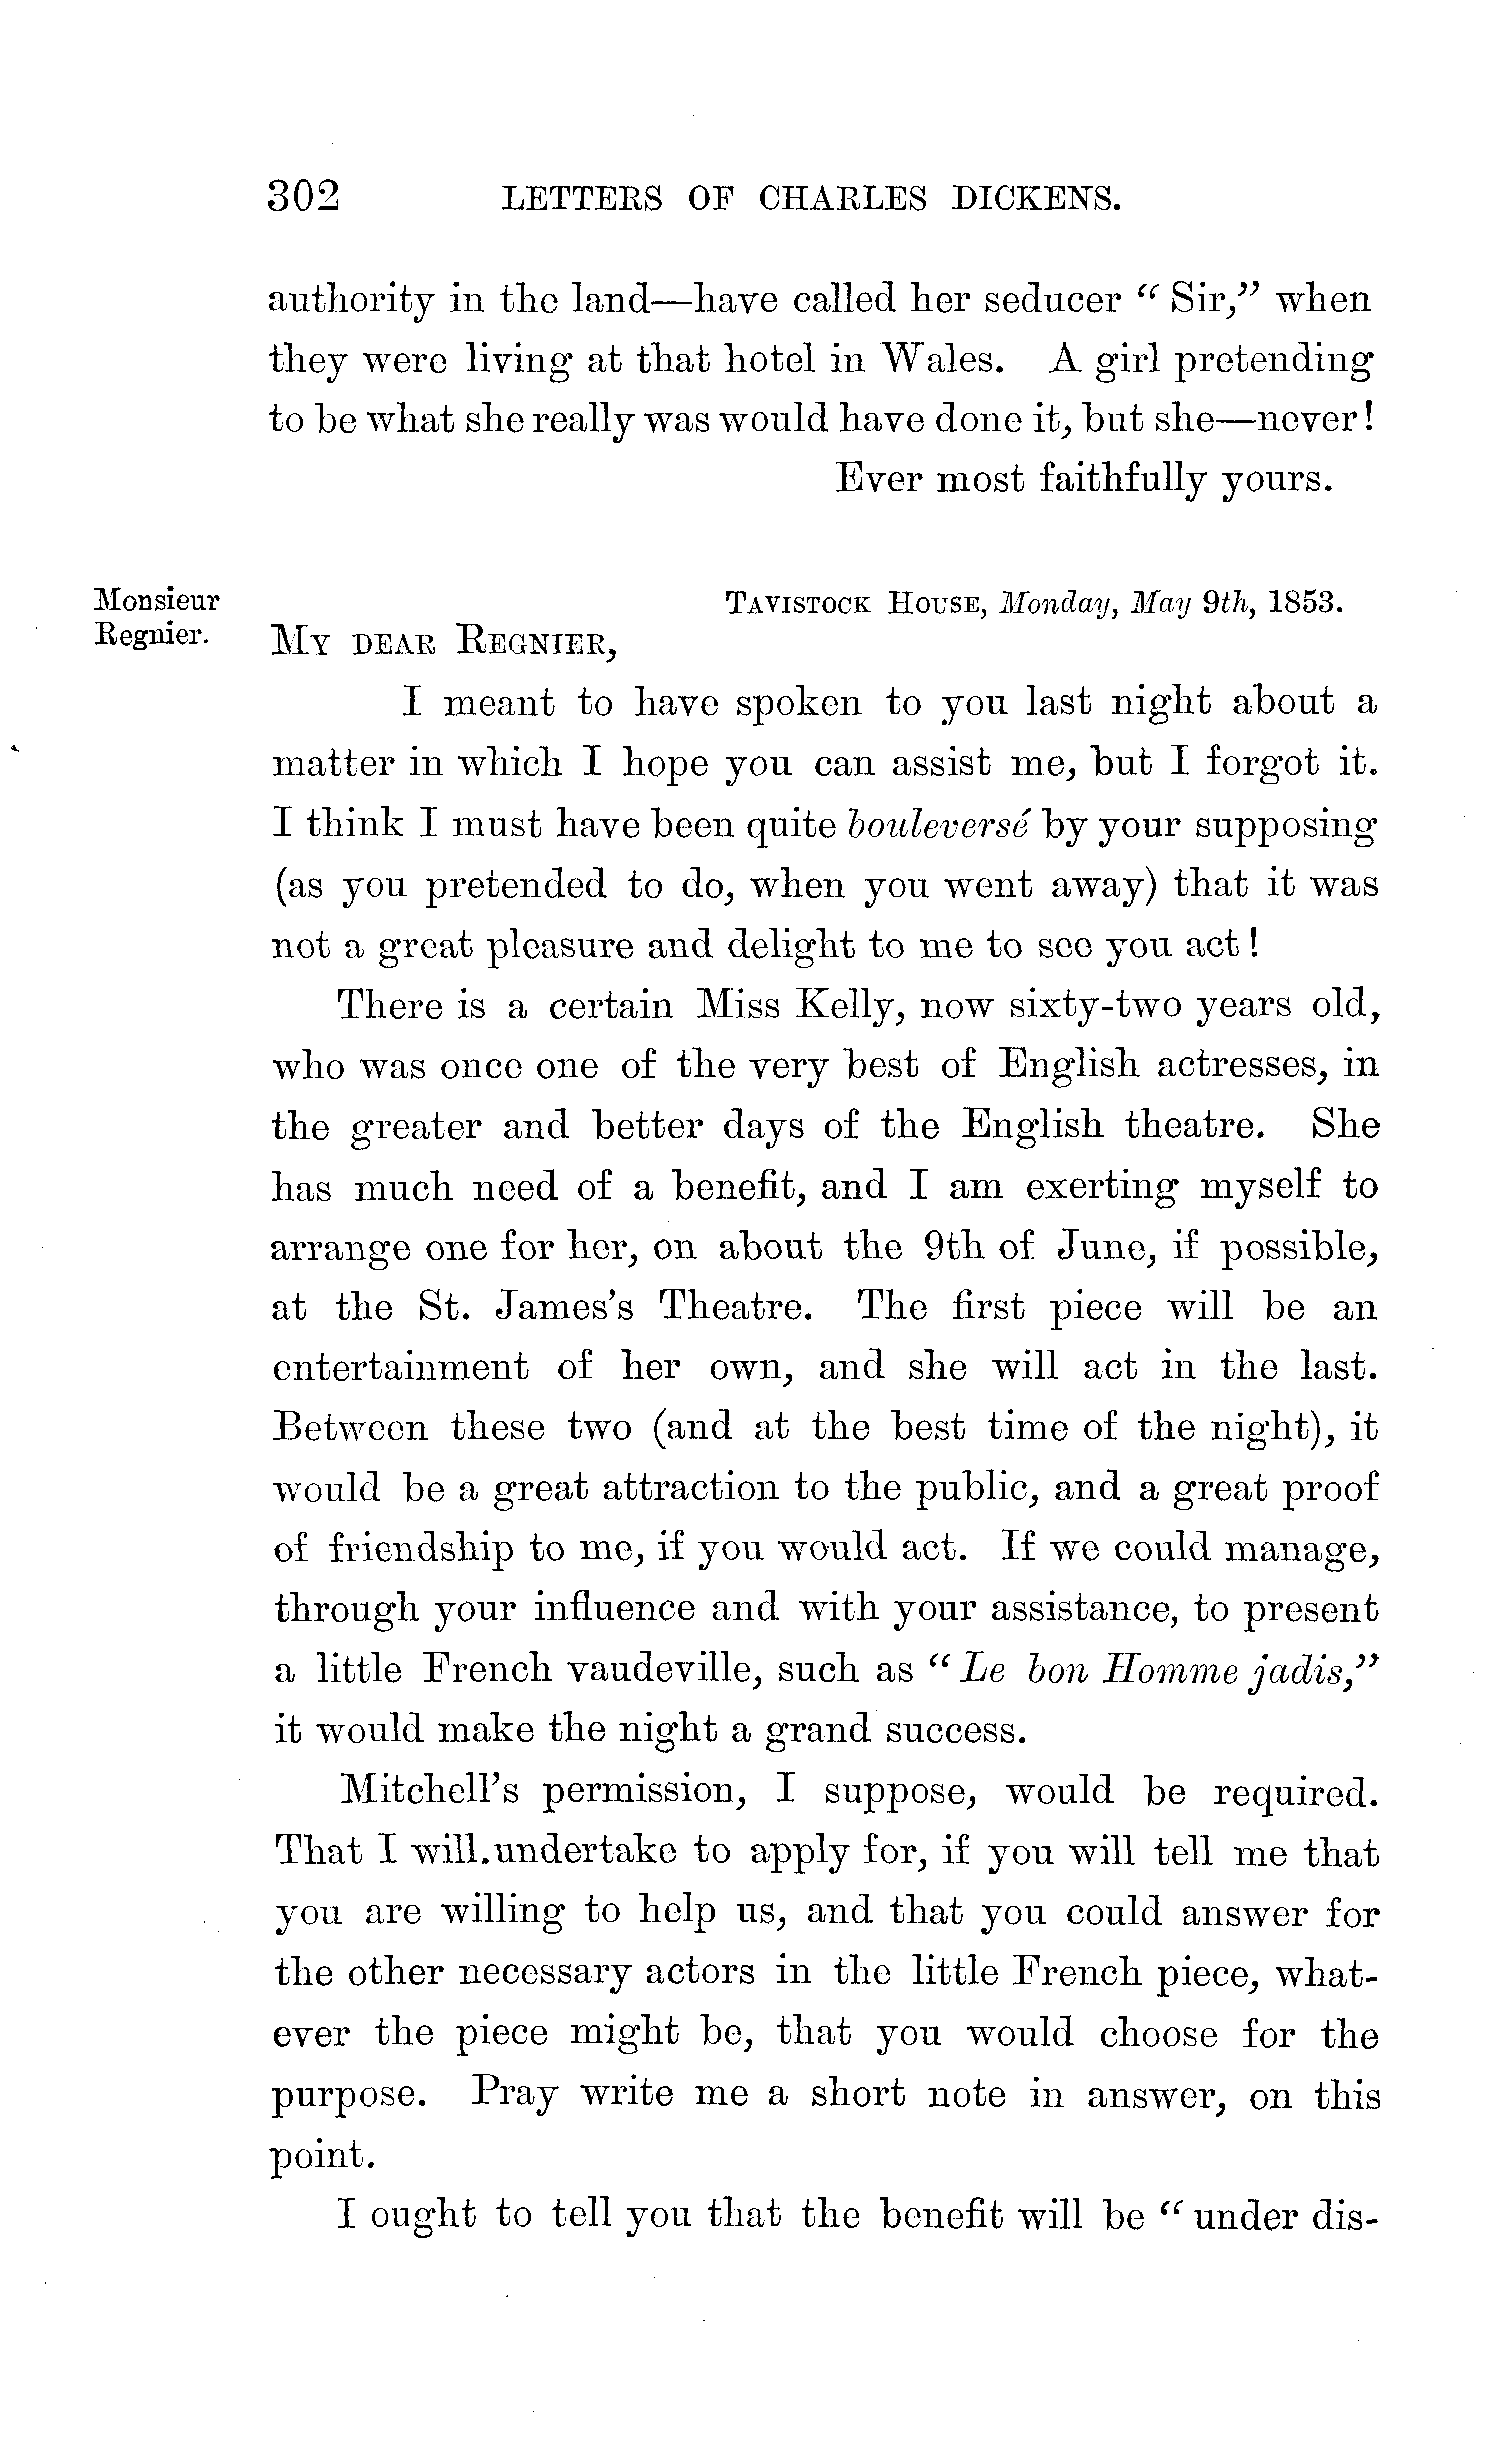 302 LETTERS OF CHARLES DICKENS.
authority in the land—have called her seducer “ Sir,” when
they were living at that hotel in Wales. A girl pretending
to be what she really was would have done it, but she—never!
Ever most faithfully yours.
Monsieur
Regnier.
TAVISTOCK HOUSE, Monday, May 9th, 1853.
MY DEAR REGNIER,
I meant to have spoken to you last night about a
matter in which I hope you can assist me, but I forgot it.
I think I must have been quite bouleversé by your supposing
(as you pretended to do, when you went away) that it was
not a great pleasure and delight to me to see you act!
There is a certain Miss Kelly, now sixty-two years old,
who was once one of the very best of English actresses, in
the greater and better days of the English theatre. She
has much need of a benefit, and I am exerting myself to
arrange one for her, on about the 9th of June, if possible,
at the St. James’s Theatre. The first piece will be an
entertainment of her own, and she will act in the last.
Between these two (and at the best time of the night), it
would be a great attraction to the public, and a great proof
of friendship to me, if you would act. If we could manage,
through your influence and with your assistance, to present
a little French vaudeville, such as “ Le bon Homme jadis,”
it would make the night a grand success.
Mitchell’s permission, I suppose, would be required.
That I will undertake to apply for, if you will tell me that
you are willing to help us, and that you could answer for
the other necessary actors in the little French piece, what-
ever the piece might be, that you would choose for the
purpose. Pray write me a short note in answer, on this
point.
I ought to tell you that the benefit will be “ under dis-